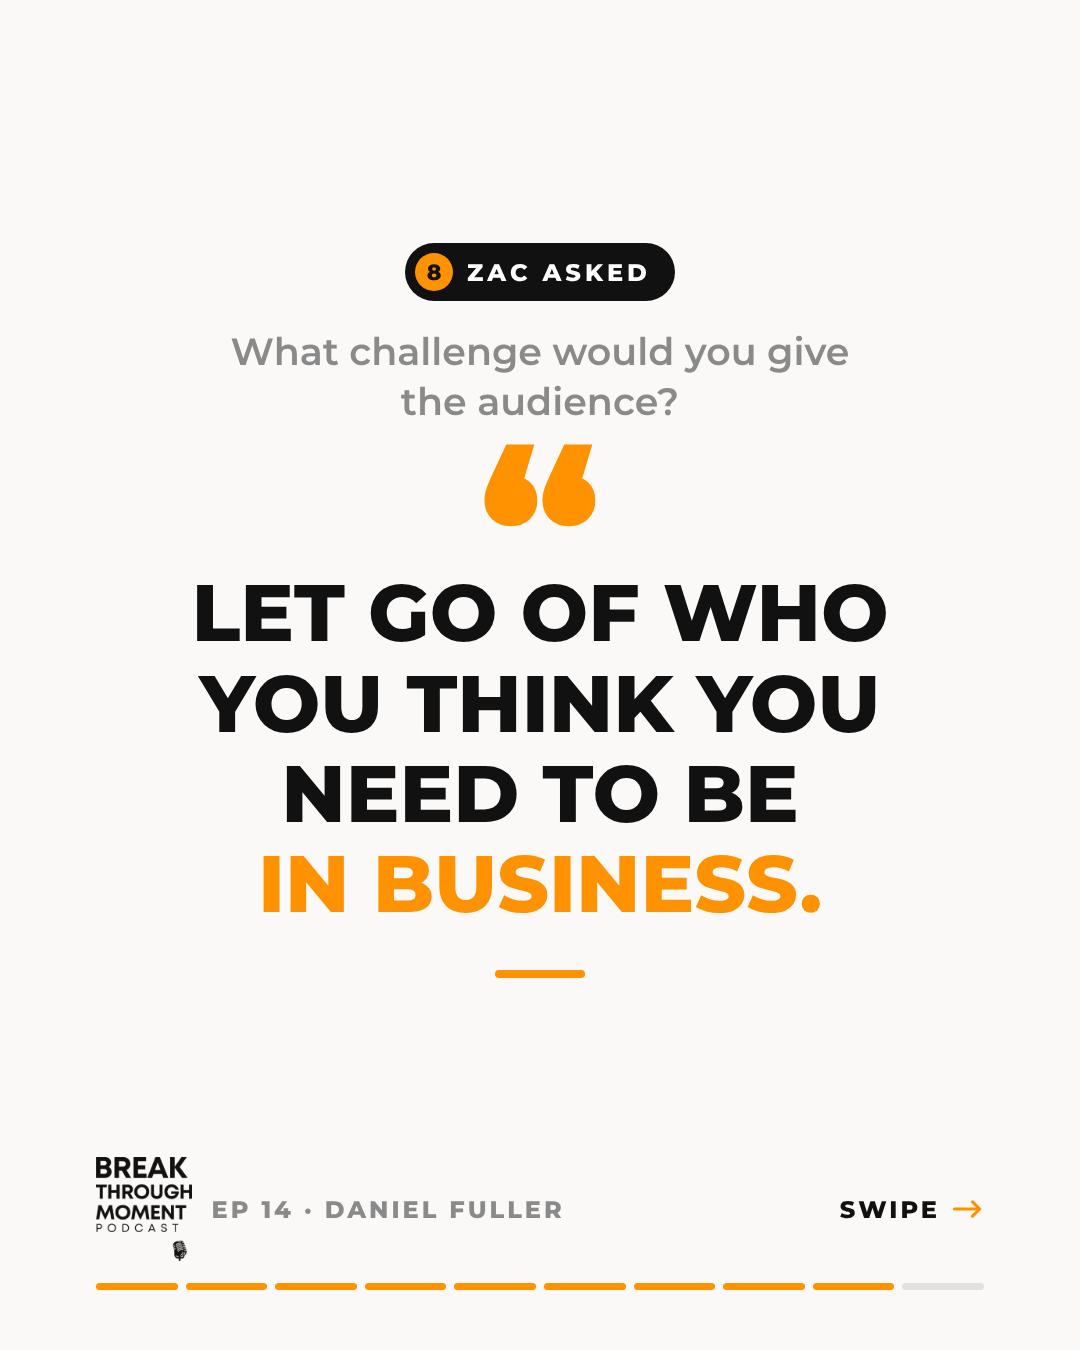 8 ZAC ASKED
What challenge would you give
the audience?
“
LET GO OF WHO
YOU THINK YOU
NEED TO BE
IN BUSINESS.
BREAK
THROUGH
MOMENT
PODCAST
EP 14 · DANIEL FULLER
SWIPE →